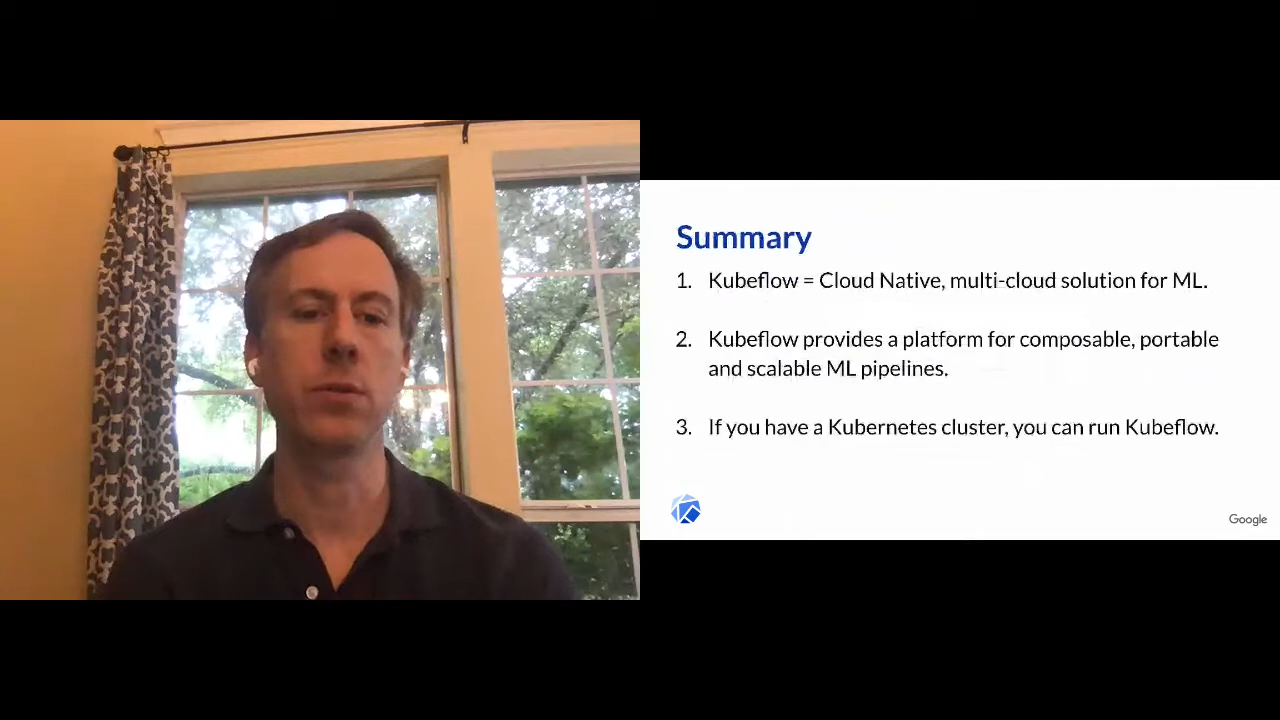 Summary
1. Kubeflow = Cloud Native, multi-cloud solution for ML.
2. Kubeflow provides a platform for composable, portable
and scalable ML pipelines.
3. If you have a Kubernetes cluster, you can run Kubeflow.
Google